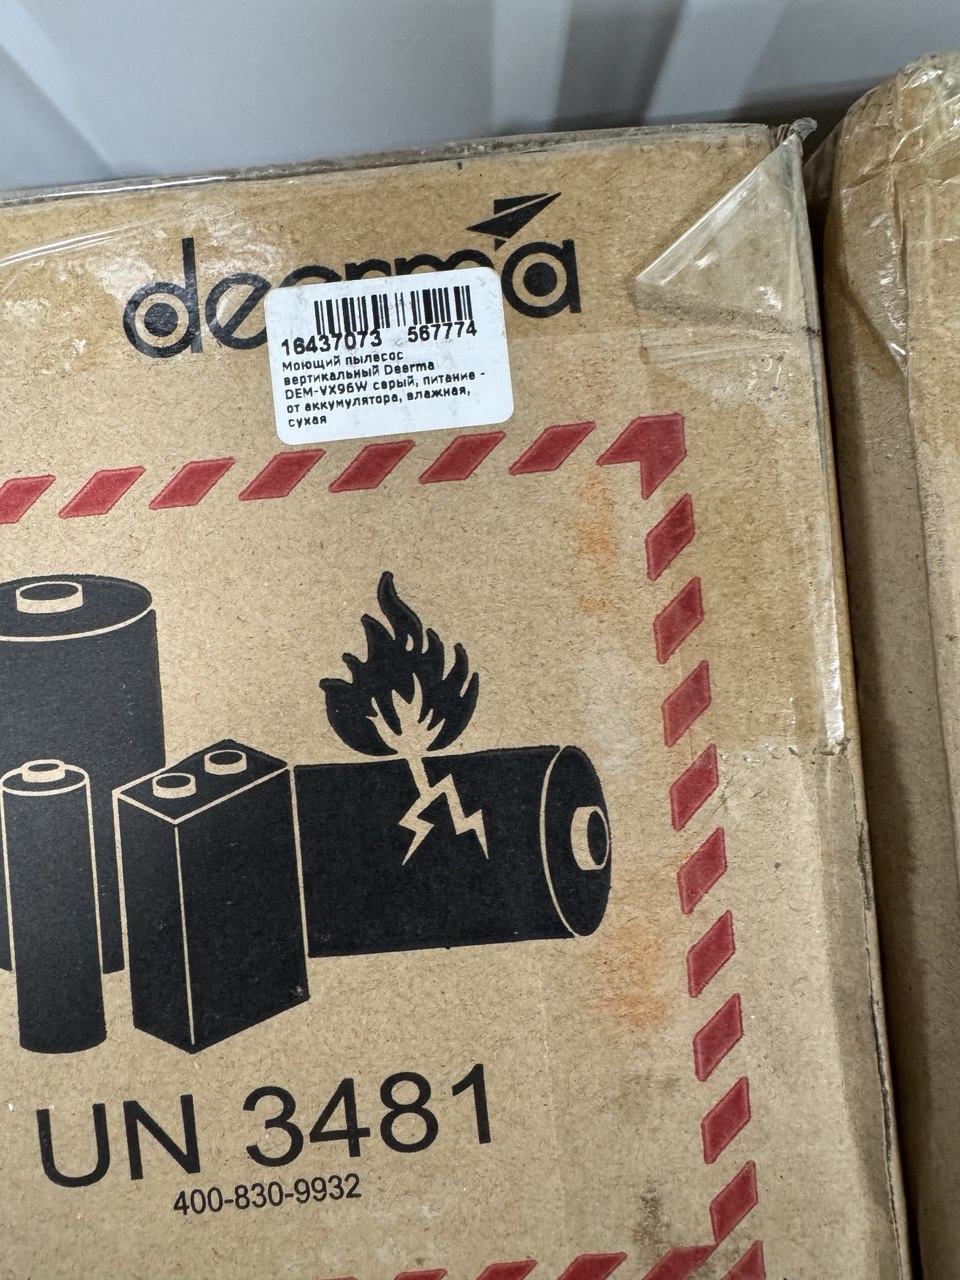 deerma
16437073 567774
Моющий пылесос
вертикальный Deerma
DEM-VX96W серый, питание -
от аккумулятора, влажная,
сухая
UN 3481
400-830-9932